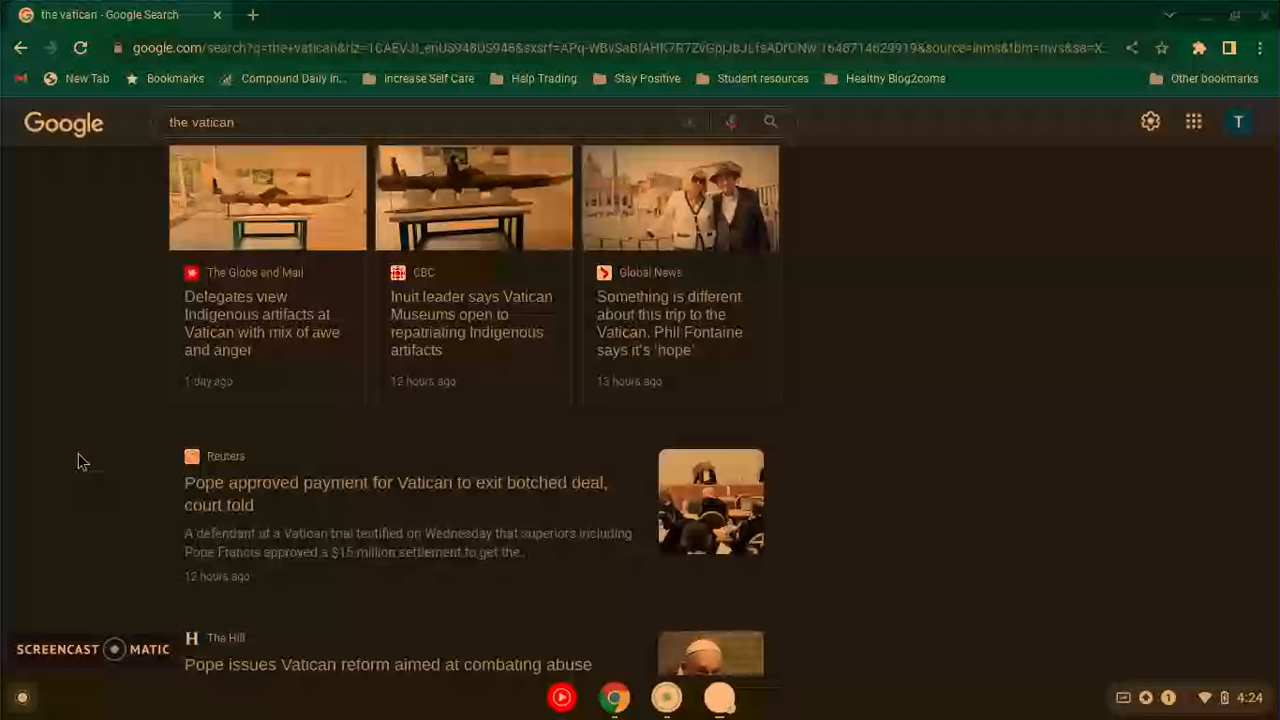 the vatican - Google Search
New Tab
Bookmarks
Compound Daily In...
Increase Self Care
Help Trading
Stay Positive
Student resources
Healthy Blog2come
Other bookmarks
Google
the vatican
T
The Globe and Mail
Delegates view
Indigenous artifacts at
Vatican with mix of awe
and anger
1 day ago
CBC
Inuit leader says Vatican
Museums open to
repatriating Indigenous
artifacts
12 hours ago
Global News
Something is different
about this trip to the
Vatican. Phil Fontaine
says it's 'hope'
13 hours ago
Reuters
Pope approved payment for Vatican to exit botched deal,
court told
A defendant at a Vatican trial testified on Wednesday that superiors including
Pope Francis approved a $15 million settlement to get the...
12 hours ago
H The Hill
Pope issues Vatican reform aimed at combating abuse
SCREENCAST MATIC
1
4:24